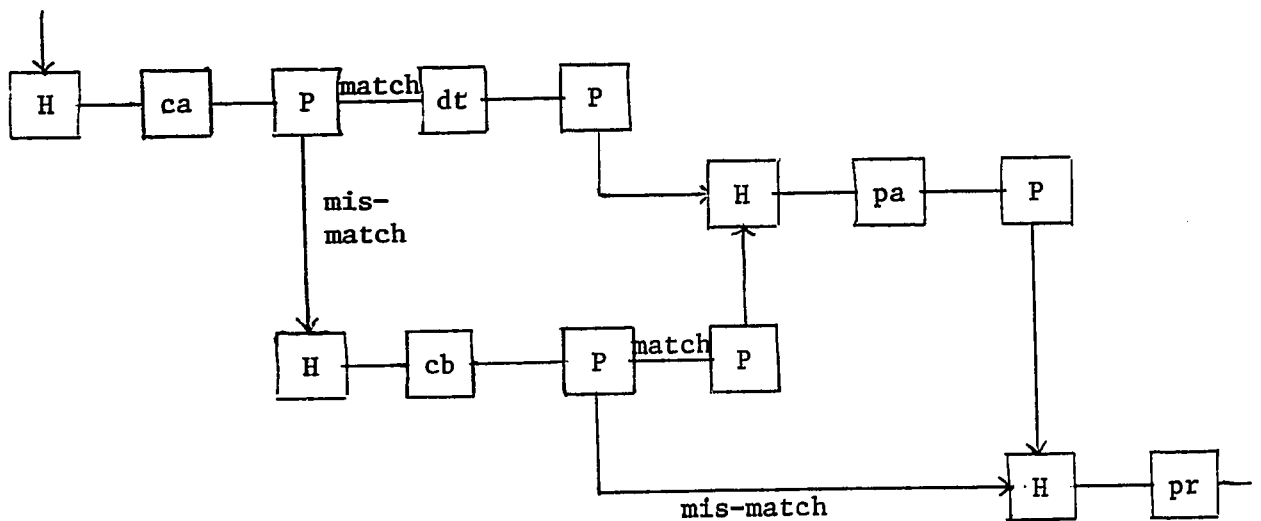 H ca P match dt P
H pa P
mis-
match
H cb P match P
H pr
mis-match